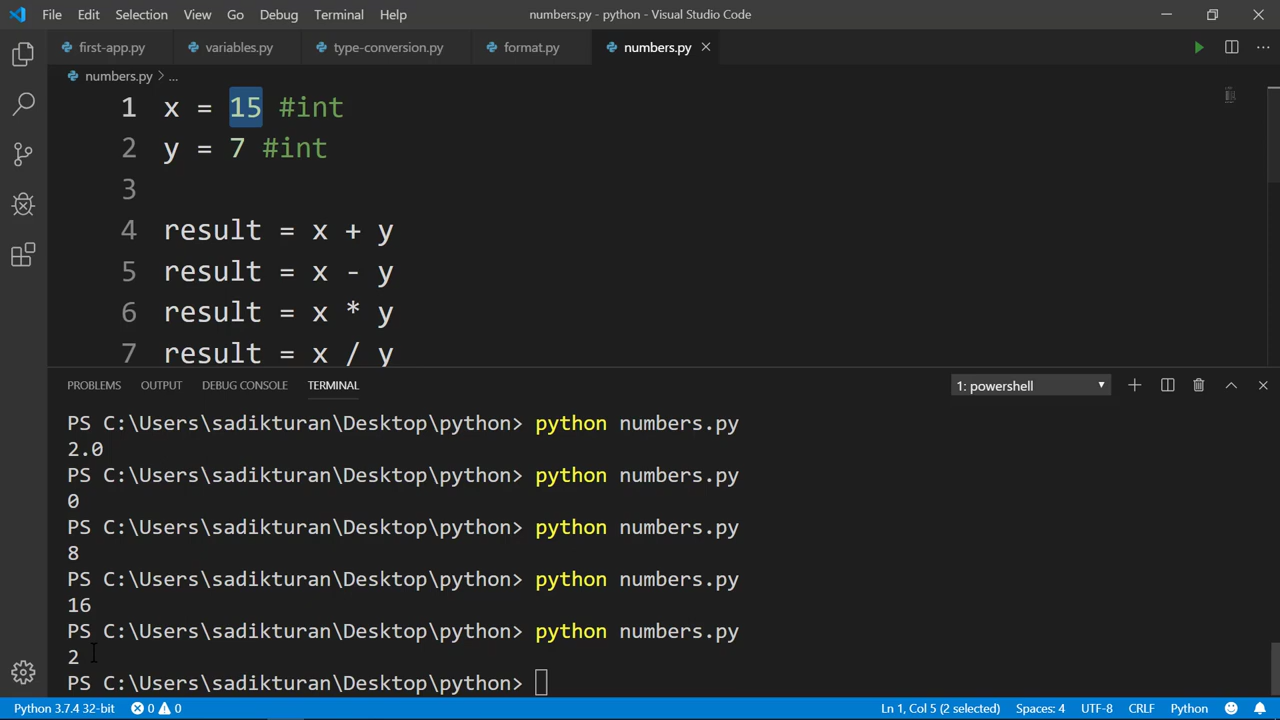 File Edit Selection View Go Debug Terminal Help numbers.py - python - Visual Studio Code
first-app.py variables.py type-conversion.py format.py numbers.py
numbers.py > ...
1 x = 15 #int
2 y = 7 #int
3
4 result = x + y
5 result = x - y
6 result = x * y
7 result = x / y
PROBLEMS OUTPUT DEBUG CONSOLE TERMINAL 1: powershell
PS C:\Users\sadikturan\Desktop\python> python numbers.py
2.0
PS C:\Users\sadikturan\Desktop\python> python numbers.py
0
PS C:\Users\sadikturan\Desktop\python> python numbers.py
8
PS C:\Users\sadikturan\Desktop\python> python numbers.py
16
PS C:\Users\sadikturan\Desktop\python> python numbers.py
2
PS C:\Users\sadikturan\Desktop\python>
Python 3.7.4 32-bit 0 0 Ln 1, Col 5 (2 selected) Spaces: 4 UTF-8 CRLF Python